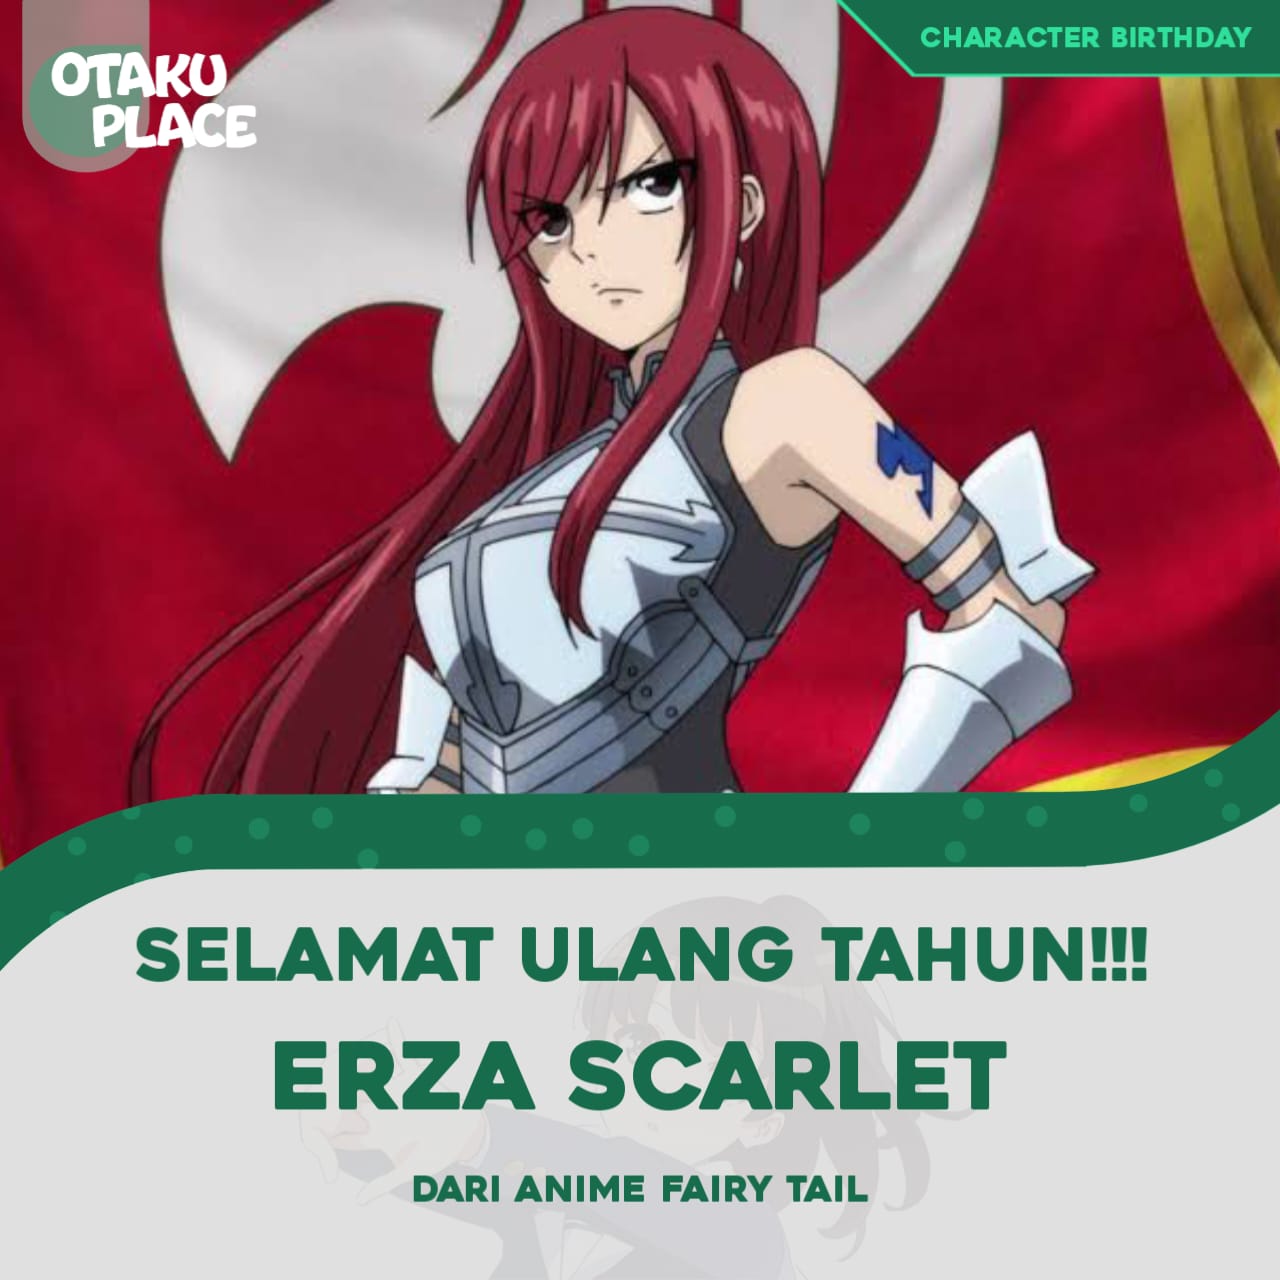 OTAKU
PLACE
CHARACTER BIRTHDAY
SELAMAT ULANG TAHUN!!!
ERZA SCARLET
DARI ANIME FAIRY TAIL